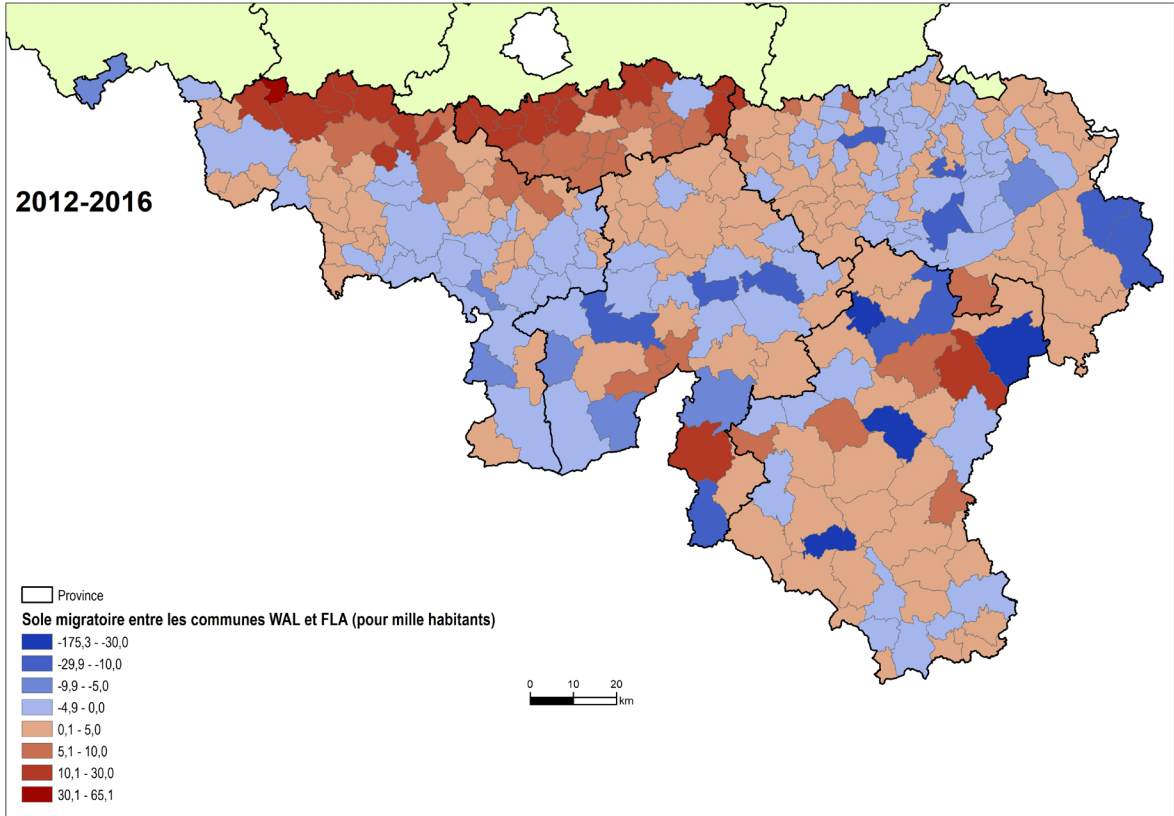 2012-2016
Province
Sole migratoire entre les communes WAL et FLA (pour mille habitants)
-175,3 - -30,0
-29,9 - -10,0
-9,9 - -5,0
-4,9 - 0,0
0,1 - 5,0
5,1 - 10,0
10,1 - 30,0
30,1 - 65,1
0 10 20
km